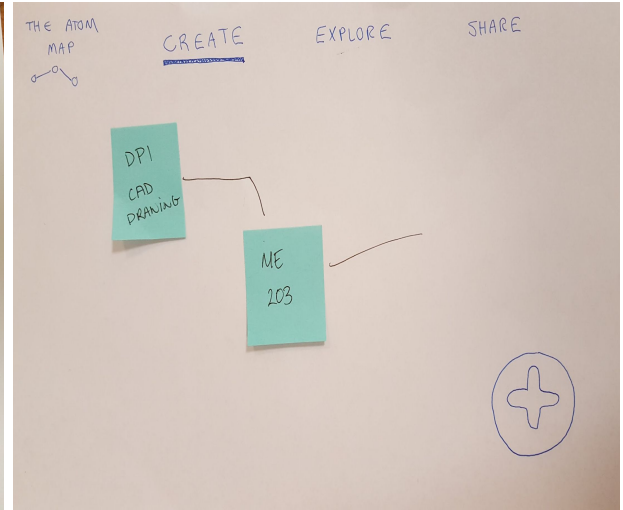 THE ATOM
MAP
CREATE
EXPLORE
SHARE
DPI
CAD
DRAWING
ME
203